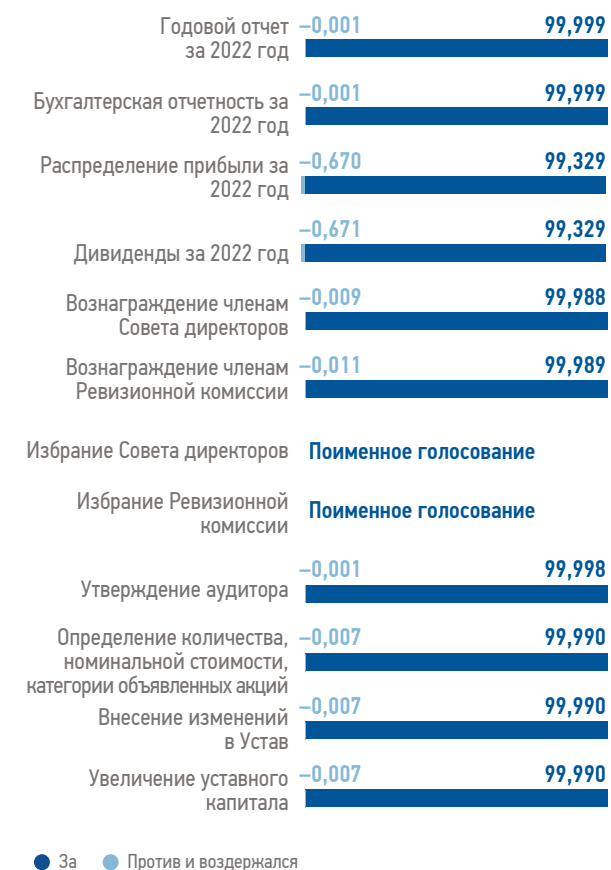 Годовой отчет
за 2022 год
–0,001 99,999
Бухгалтерская отчетность за
2022 год
–0,001 99,999
Распределение прибыли за
2022 год
–0,670 99,329
Дивиденды за 2022 год
–0,671 99,329
Вознаграждение членам
Совета директоров
–0,009 99,988
Вознаграждение членам
Ревизионной комиссии
–0,011 99,989
Избрание Совета директоров Поименное голосование
Избрание Ревизионной
комиссии
Поименное голосование
Утверждение аудитора
–0,001 99,998
Определение количества,
номинальной стоимости,
категории объявленных акций
–0,007 99,990
Внесение изменений
в Устав
–0,007 99,990
Увеличение уставного
капитала
–0,007 99,990
За Против и воздержался